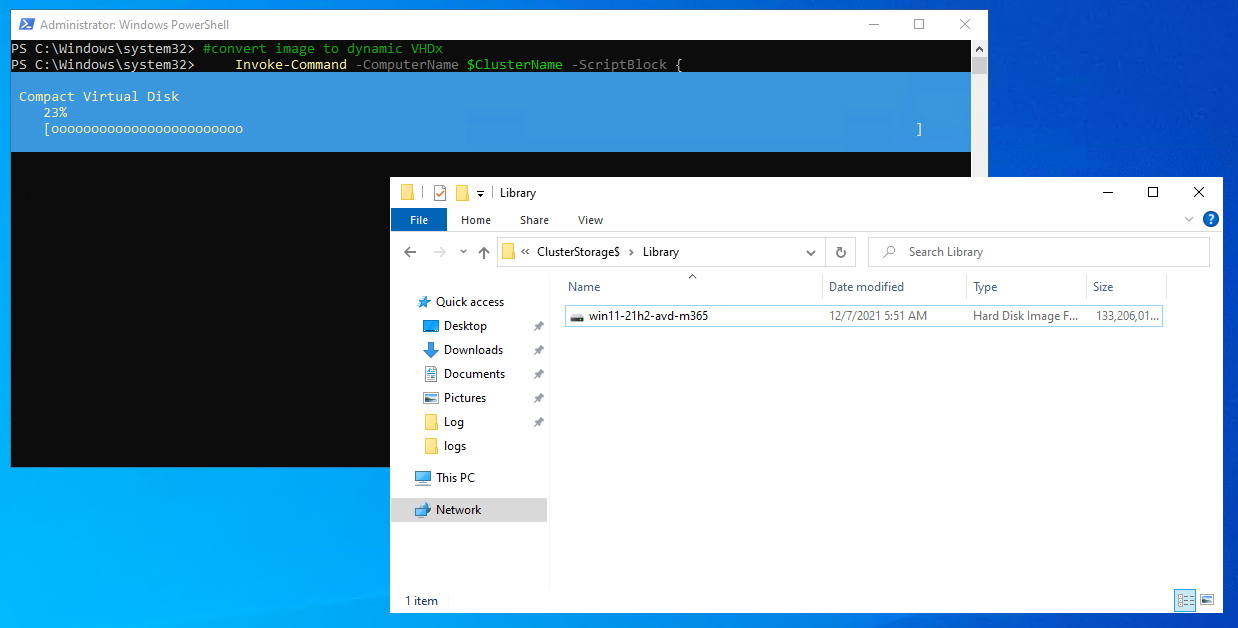 Administrator: Windows PowerShell
PS C:\Windows\system32> #convert image to dynamic VHDx
PS C:\Windows\system32>     Invoke-Command -ComputerName $ClusterName -ScriptBlock {
Compact Virtual Disk
23%
[oooooooooooooooooooooooo ]
Library
File Home Share View
?
« ClusterStorage$ › Library
Search Library
Name Date modified Type Size
win11-21h2-avd-m365 12/7/2021 5:51 AM Hard Disk Image F... 133,206,01...
Quick access
Desktop
Downloads
Documents
Pictures
Log
logs
This PC
Network
1 item